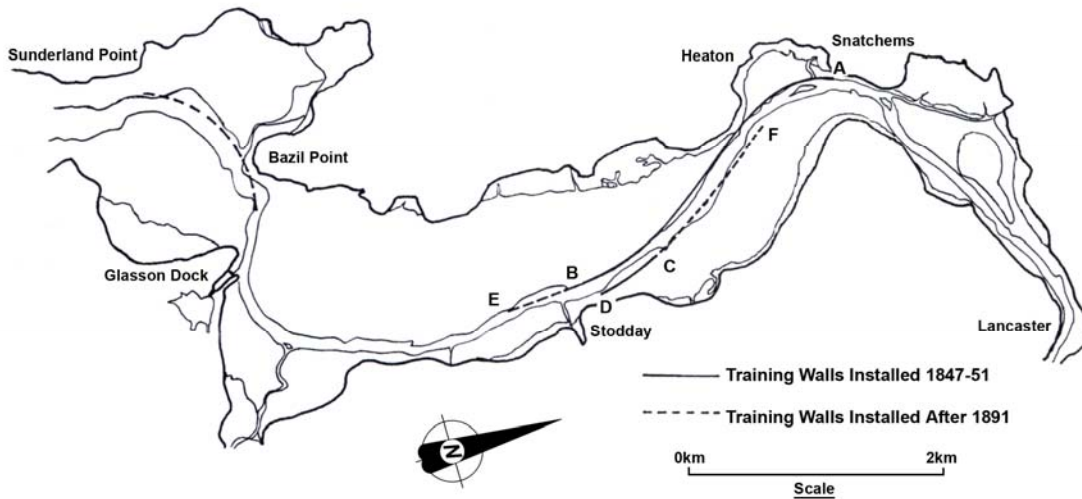 Sunderland Point
Heaton
Snatchems
A
F
Bazil Point
Glasson Dock
B
C
E
D
Stodday
Lancaster
Training Walls Installed 1847-51
Training Walls Installed After 1891
N
0km
2km
Scale